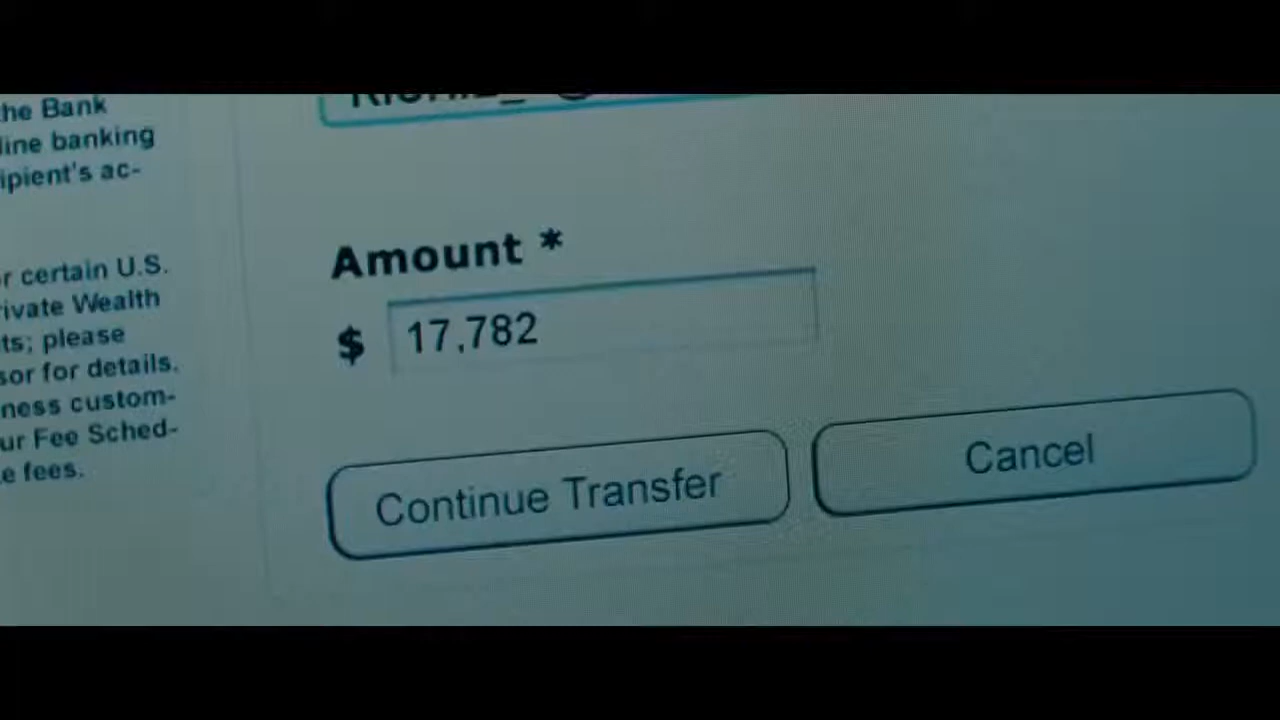 the Bank
line banking
ipient's ac-
r certain U.S.
rivate Wealth
ts; please
sor for details.
ness custom-
ur Fee Sched-
e fees.
Amount *
$ 17,782
Continue Transfer
Cancel